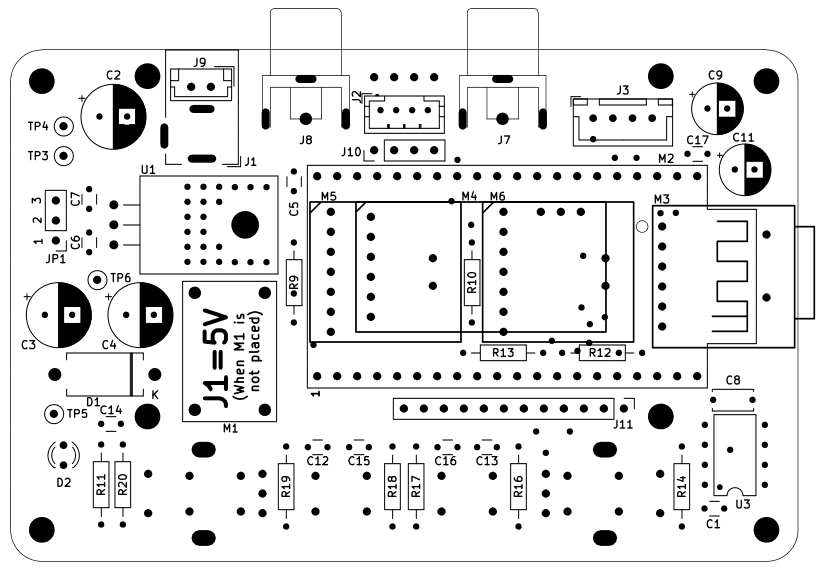 J9
C2
J2
J3
C9
+
+
TP4
J8
J7
C11
C17
TP3
J10
J1
M2
U1
3
2
1
JP1
C7
C6
C5
M5
M4
M6
M3
TP6
R9
R10
+
+
C3
C4
J1=5V
(When M1 is
not placed)
R13
R12
D1
K
1
C8
TP5
C14
M1
J11
D2
C12
C15
C16
C13
R11
R20
R19
R18
R17
R16
R14
U3
C1